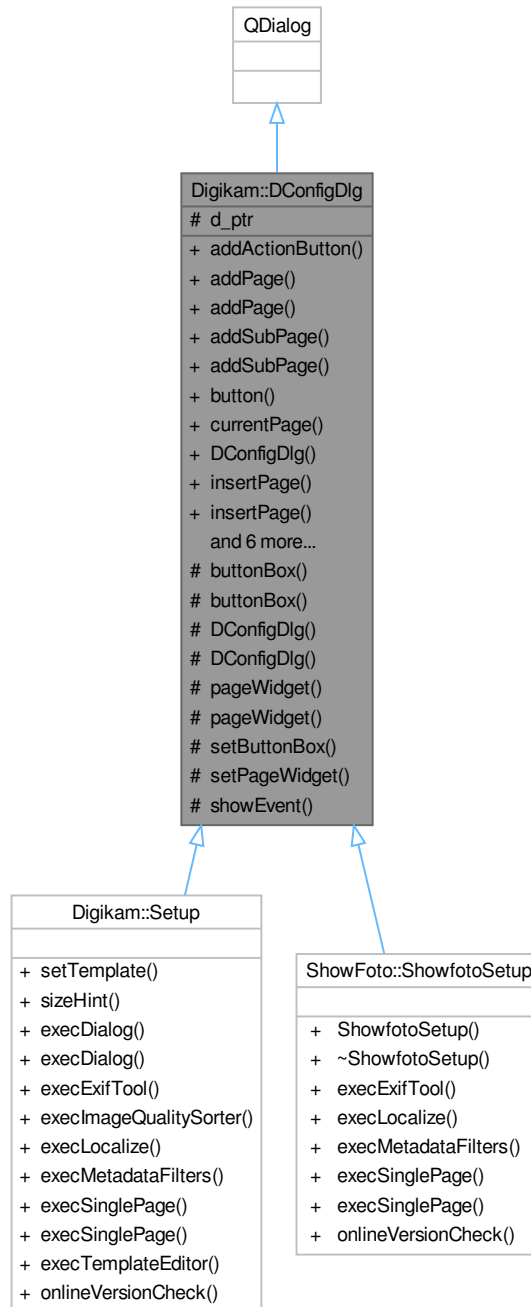 QDialog
Digikam::DConfigDlg
# d_ptr
+ addActionButton()
+ addPage()
+ addPage()
+ addSubPage()
+ addSubPage()
+ button()
+ currentPage()
+ DConfigDlg()
+ insertPage()
+ insertPage()
and 6 more...
# buttonBox()
# buttonBox()
# DConfigDlg()
# DConfigDlg()
# pageWidget()
# pageWidget()
# setButtonBox()
# setPageWidget()
# showEvent()
Digikam::Setup
+ setTemplate()
+ sizeHint()
+ execDialog()
+ execDialog()
+ execExifTool()
+ execImageQualitySorter()
+ execLocalize()
+ execMetadataFilters()
+ execSinglePage()
+ execSinglePage()
+ execTemplateEditor()
+ onlineVersionCheck()
ShowFoto::ShowfotoSetup
+ ShowfotoSetup()
+ ~ShowfotoSetup()
+ execExifTool()
+ execLocalize()
+ execMetadataFilters()
+ execSinglePage()
+ execSinglePage()
+ onlineVersionCheck()